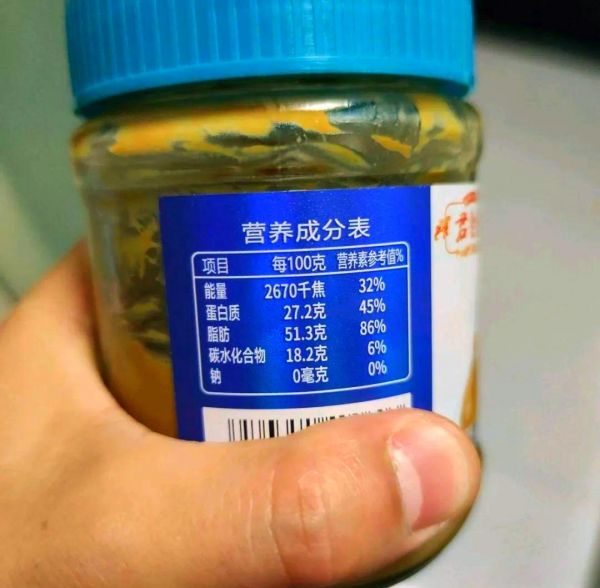 营养成分表
项目 每100克 营养素参考值%
能量 2670千焦 32%
蛋白质 27.2克 45%
脂肪 51.3克 86%
碳水化合物 18.2克 6%
钠 0毫克 0%